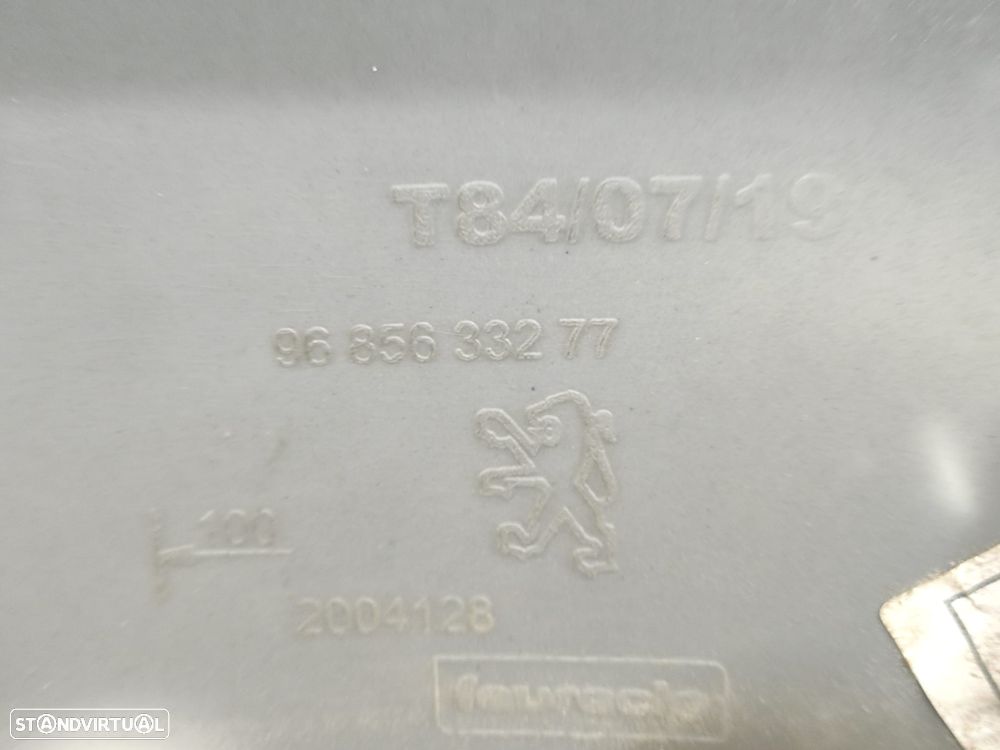 T84/07/19
96 856 332 77
100
2004128
faurecia
STANDVIRTUAL